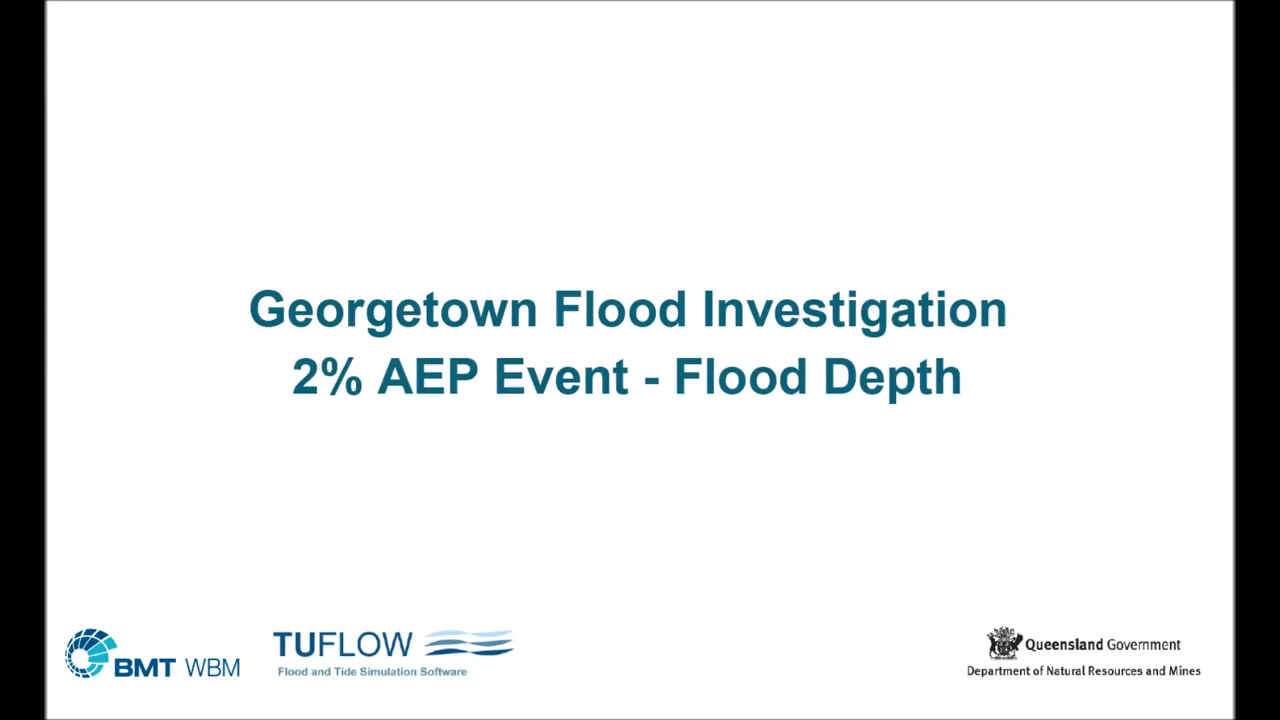 Georgetown Flood Investigation
2% AEP Event - Flood Depth
BMT WBM
TUFLOW
Flood and Tide Simulation Software
Queensland Government
Department of Natural Resources and Mines